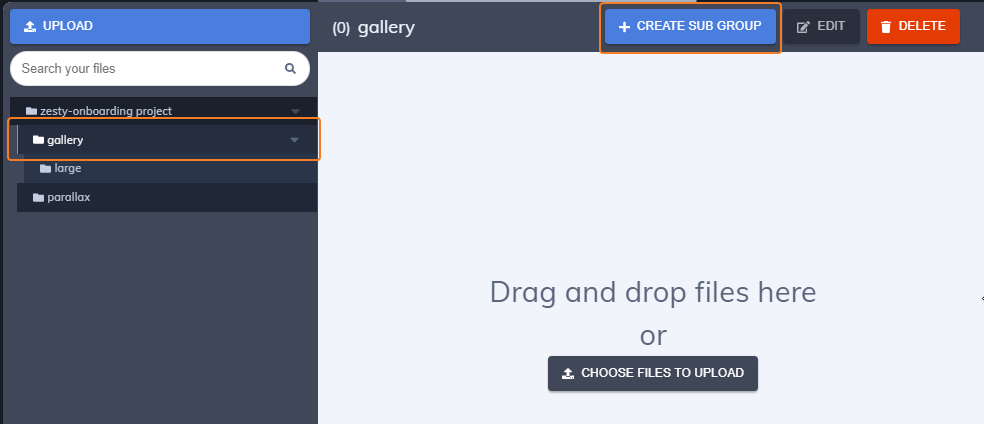 UPLOAD
Search your files
zesty-onboarding project
gallery
large
parallax
(0) gallery
CREATE SUB GROUP
EDIT
DELETE
Drag and drop files here
or
CHOOSE FILES TO UPLOAD